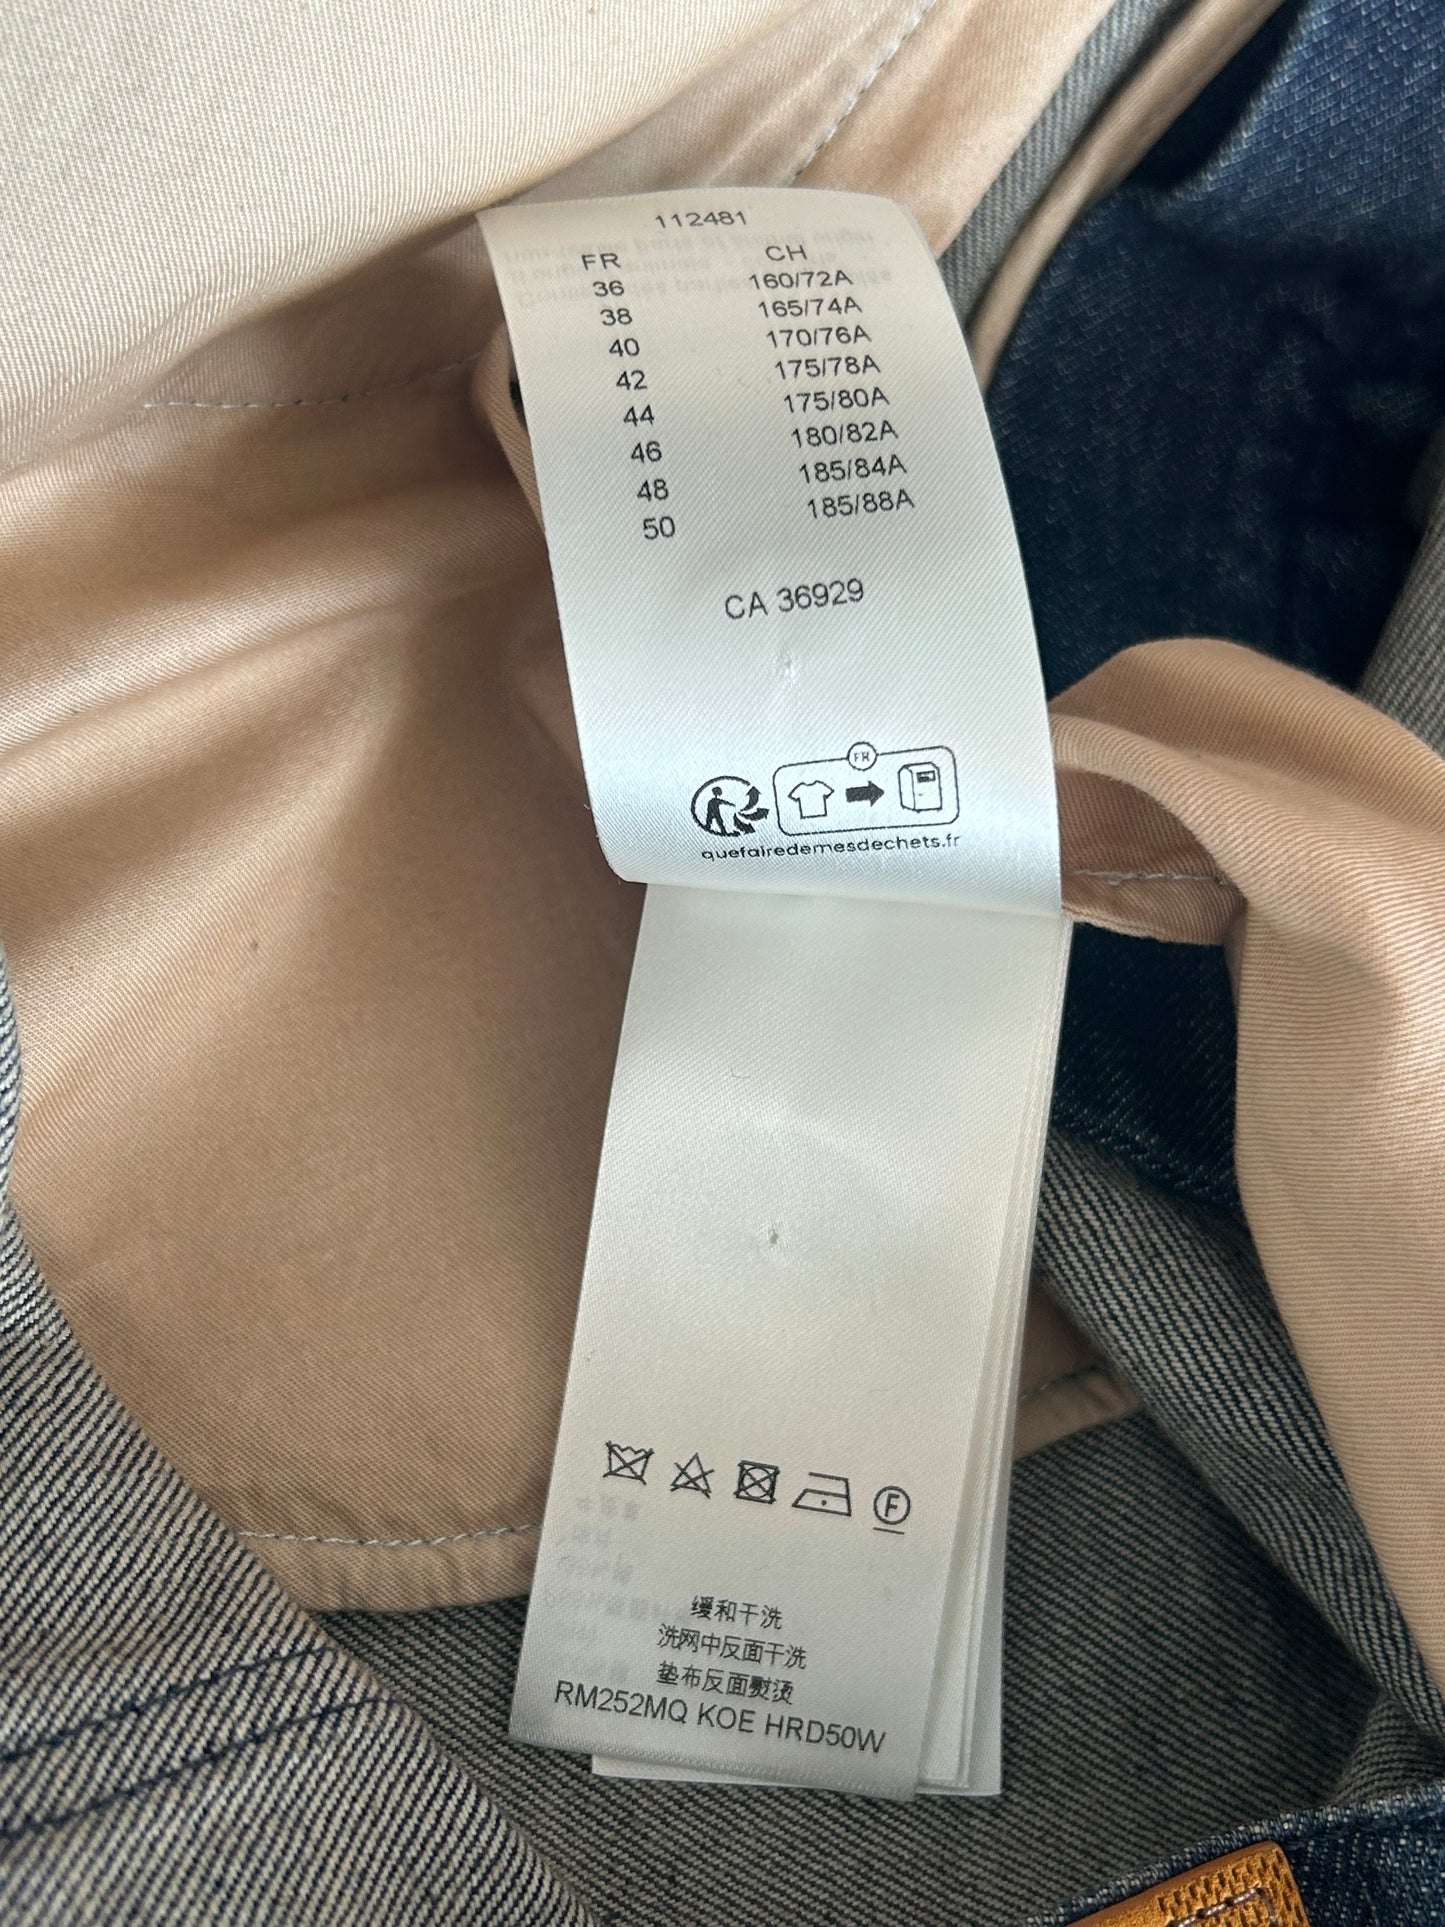 112481
FR CH
36 160/72A
38 165/74A
40 170/76A
42 175/78A
44 175/80A
46 180/82A
48 185/84A
50 185/88A
CA 36929
FR
quefairedemesdechets.fr
F
缓和干洗
洗网中反面干洗
垫布反面熨烫
RM252MQ KOE HRD50W